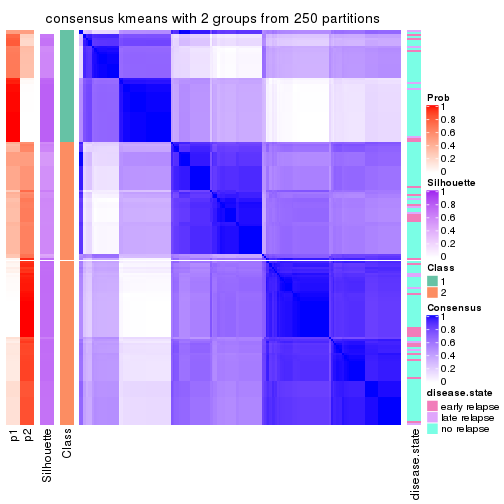 consensus kmeans with 2 groups from 250 partitions
Prob
1
0.8
0.6
0.4
0.2
0
Silhouette
1
0.8
0.6
0.4
0.2
0
Class
1
2
Consensus
1
0.8
0.6
0.4
0.2
0
disease.state
early relapse
late relapse
no relapse
p1
p2
Silhouette
Class
disease.state